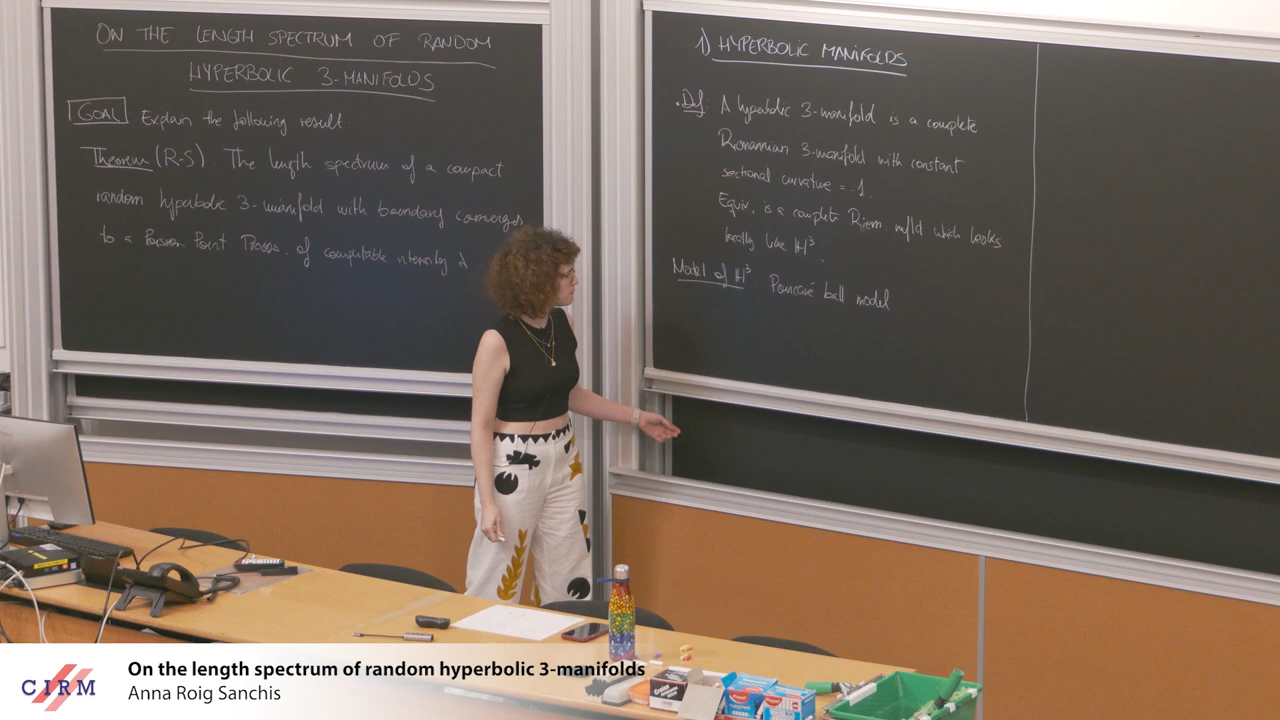 ON THE LENGTH SPECTRUM OF RANDOM
HYPERBOLIC 3-MANIFOLDS
GOAL Explain the following result.
Theorem (R-S). The length spectrum of a compact
random hyperbolic 3-manifold with boundary converges
to a Poisson Point Process of computable intensity λ
1) HYPERBOLIC MANIFOLDS
.Def: A hyperbolic 3-manifold is a complete
Riemannian 3-manifold with constant
sectional curvature = -1.
Equiv, is a complete Riem. mfld which looks
locally like ℍ³.
Model of ℍ³. Poincaré ball model
CIRM
On the length spectrum of random hyperbolic 3-manifolds
Anna Roig Sanchis